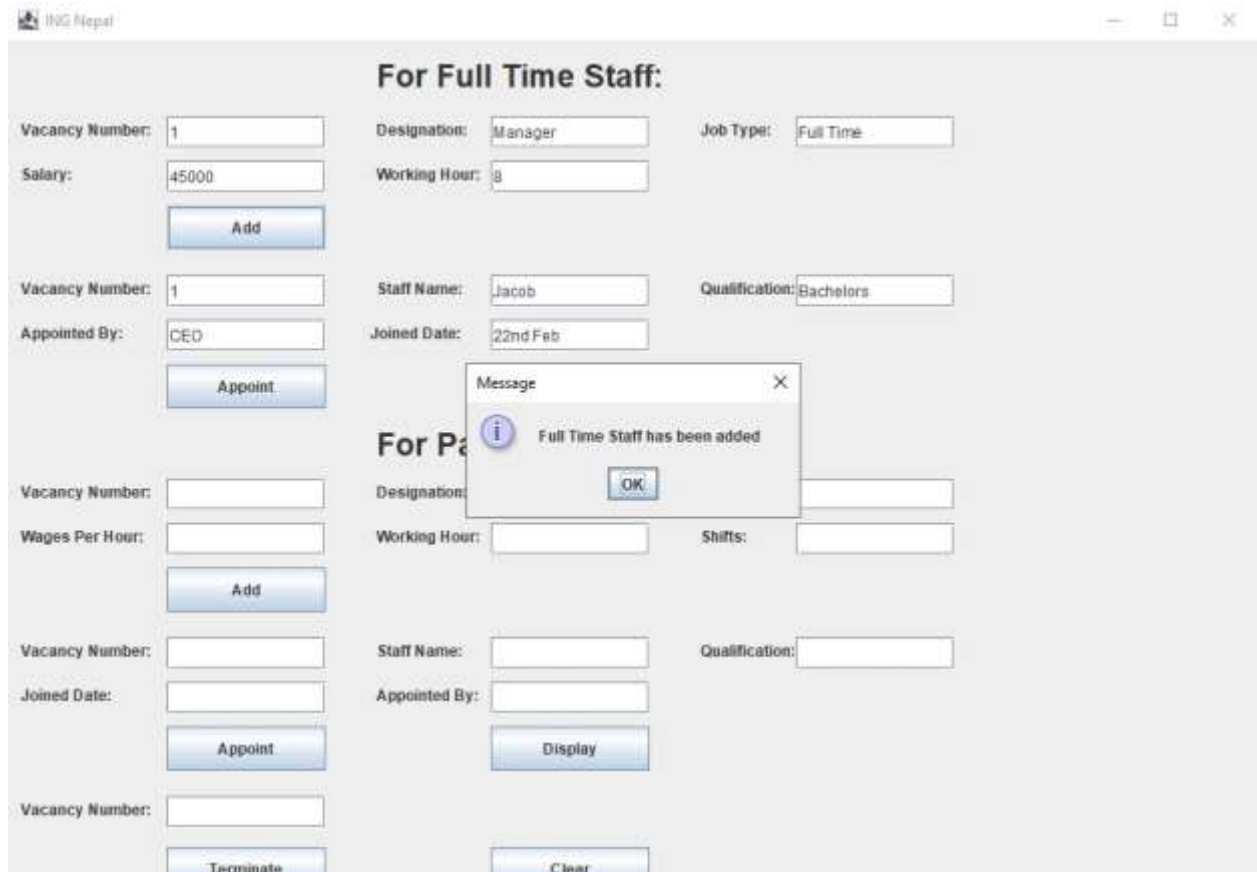 ING Nepal
For Full Time Staff:
Vacancy Number: 1 Designation: Manager Job Type: Full Time
Salary: 45000 Working Hour: 8
Add
Vacancy Number: 1 Staff Name: Jacob Qualification: Bachelors
Appointed By: CEO Joined Date: 22nd Feb
Appoint
Message
Full Time Staff has been added
OK
For Pa
Vacancy Number: Designation:
Wages Per Hour: Working Hour: Shifts:
Add
Vacancy Number: Staff Name: Qualification:
Joined Date: Appointed By:
Appoint Display
Vacancy Number:
Terminate Clear